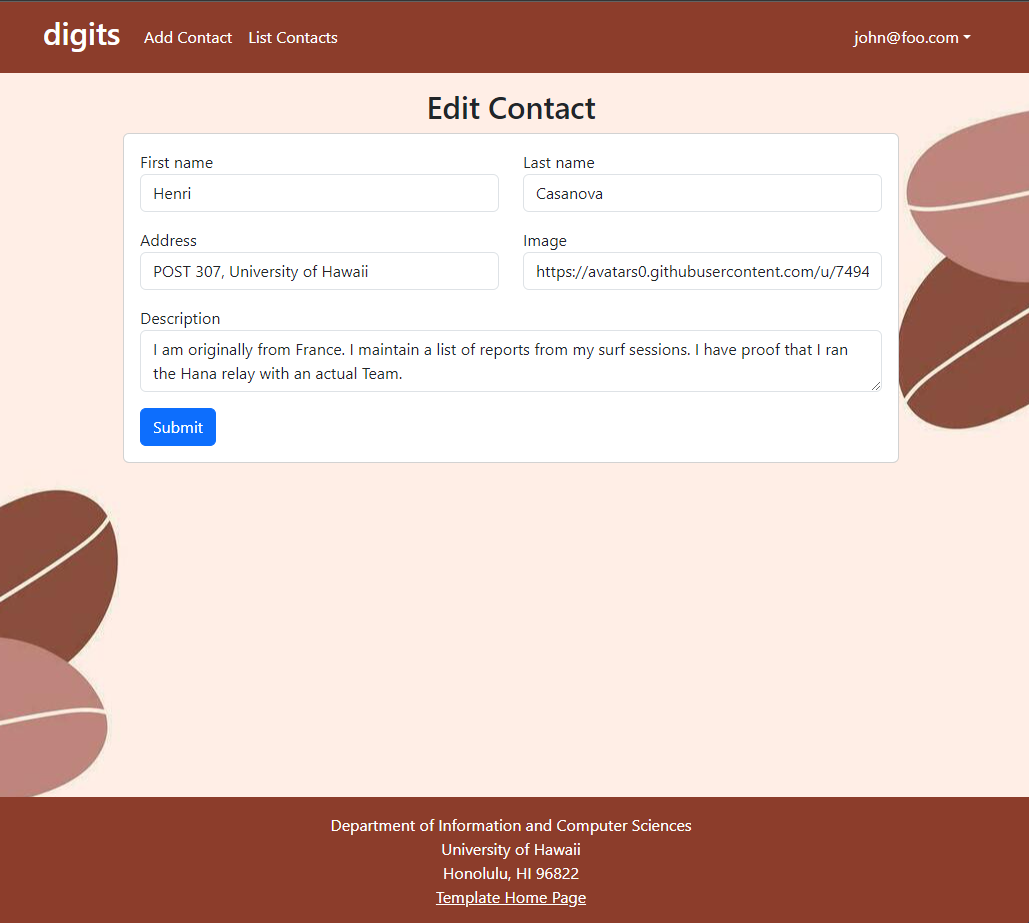 digits Add Contact List Contacts john@foo.com
Edit Contact
First name Last name
Henri Casanova
Address Image
POST 307, University of Hawaii https://avatars0.githubusercontent.com/u/7494
Description
I am originally from France. I maintain a list of reports from my surf sessions. I have proof that I ran
the Hana relay with an actual Team.
Submit
Department of Information and Computer Sciences
University of Hawaii
Honolulu, HI 96822
Template Home Page